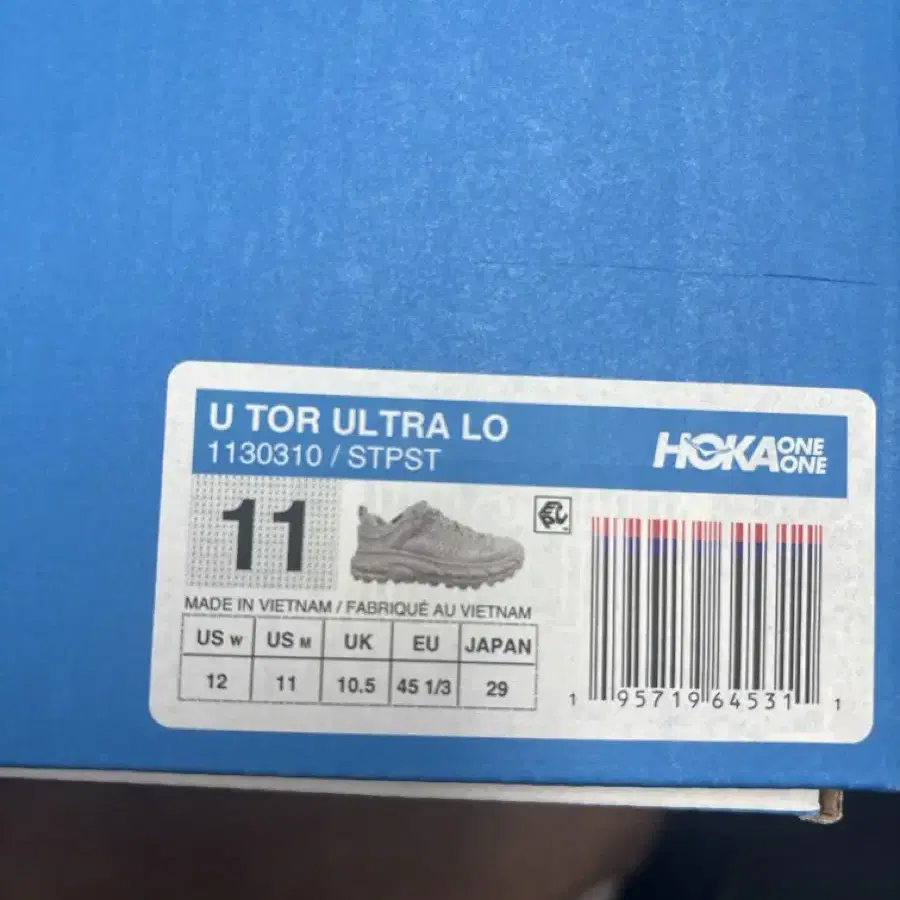 U TOR ULTRA LO
1130310 / STPST
HOKA ONE ONE
11
MADE IN VIETNAM / FABRIQUÉ AU VIETNAM
US W US M UK EU JAPAN
12 11 10.5 45 1/3 29
1 95719 64531 1